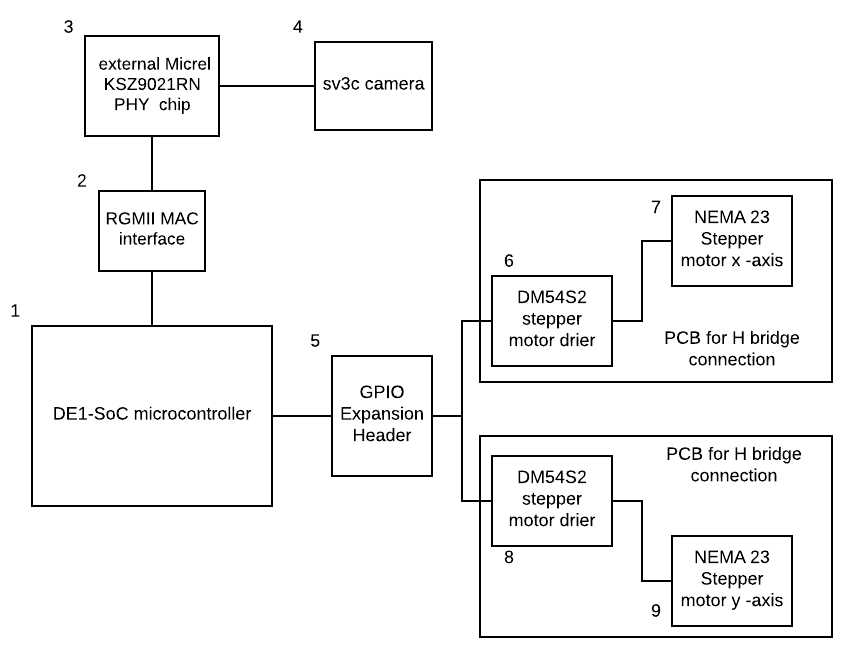 3
external Micrel
KSZ9021RN
PHY chip
4
sv3c camera
2
RGMII MAC
interface
1
DE1-SoC microcontroller
5
GPIO
Expansion
Header
6
DM54S2
stepper
motor drier
7
NEMA 23
Stepper
motor x -axis
PCB for H bridge
connection
PCB for H bridge
connection
DM54S2
stepper
motor drier
8
NEMA 23
Stepper
motor y -axis
9